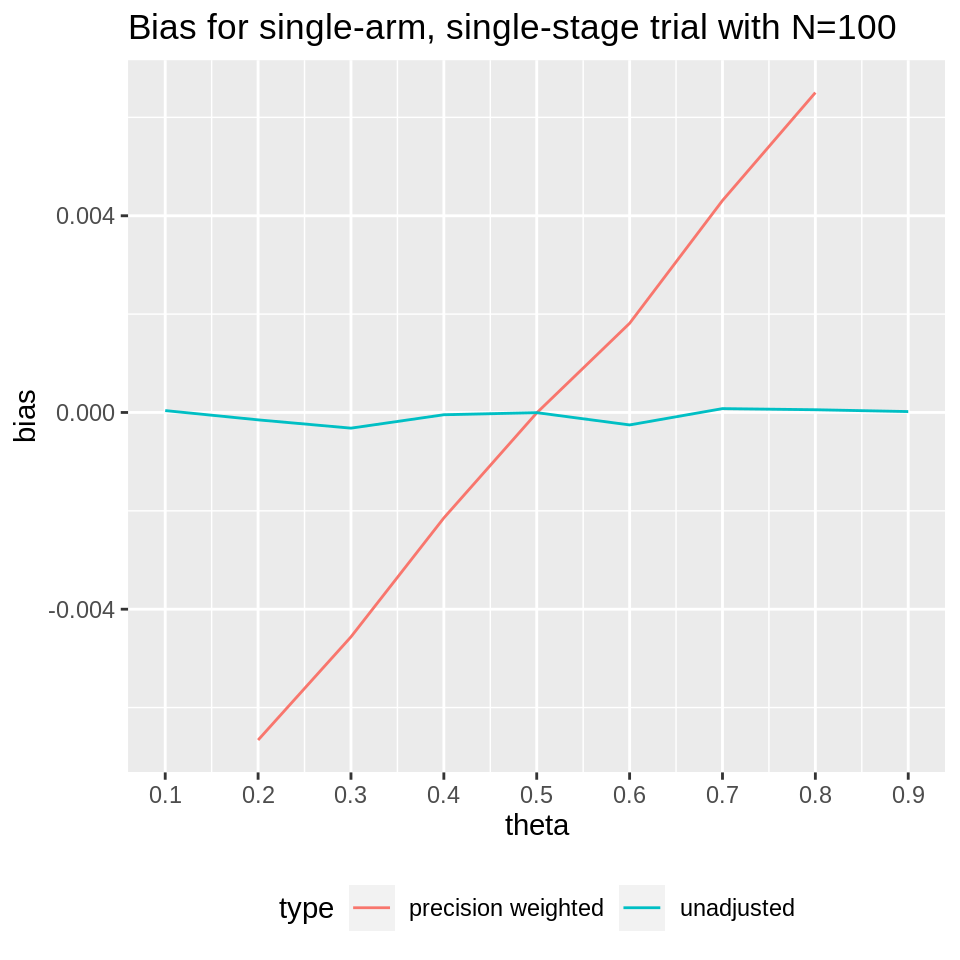 Bias for single-arm, single-stage trial with N=100
bias
0.004
0.000
-0.004
0.1 0.2 0.3 0.4 0.5 0.6 0.7 0.8 0.9
theta
type precision weighted unadjusted